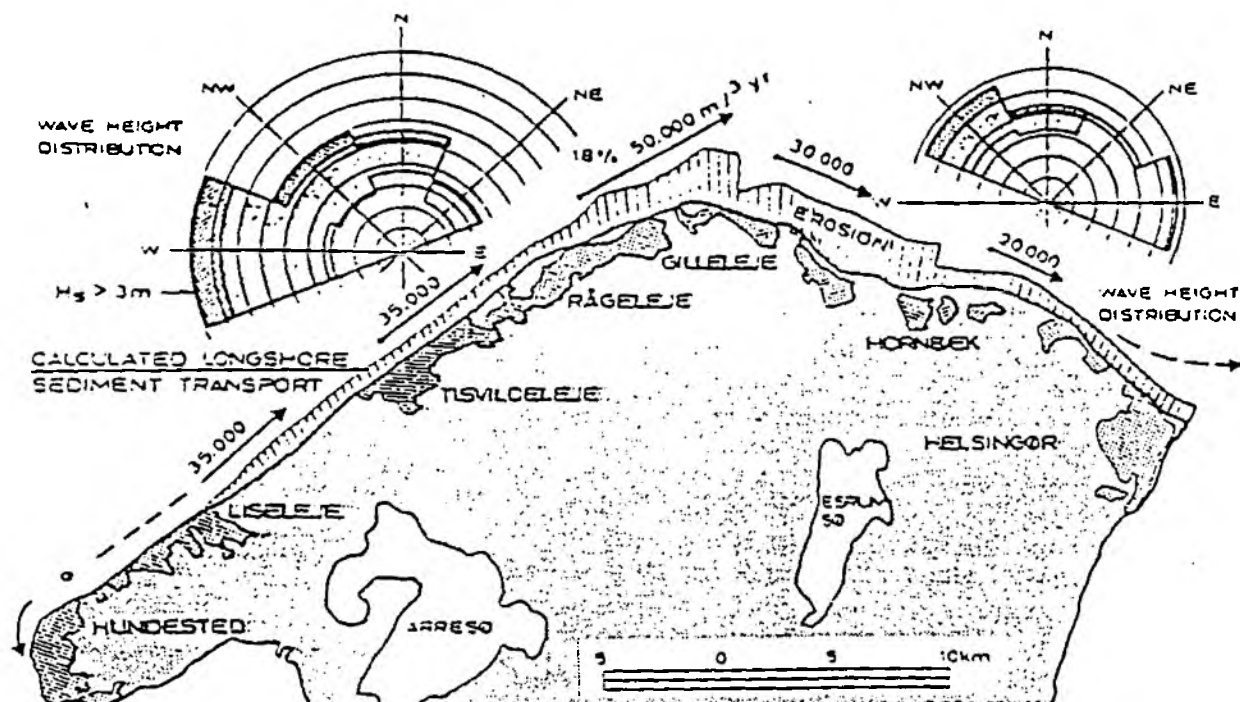 N
NW
NE
WAVE HEIGHT
DISTRIBUTION
W
E
Hs > 3m
18%
50.000 m / 3 yr
30.000
N
NW
NE
E
EROSION
20.000
WAVE HEIGHT
DISTRIBUTION
GILLELEJE
RÅGELEJE
35.000
HORNBÆK
CALCULATED LONGSHORE
SEDIMENT TRANSPORT
TISVILDELEJE
35.000
HELSINGØR
LISELEJE
ESRUM
SØ
O
HUNDESTED
ARRESØ
5 0 5 10km